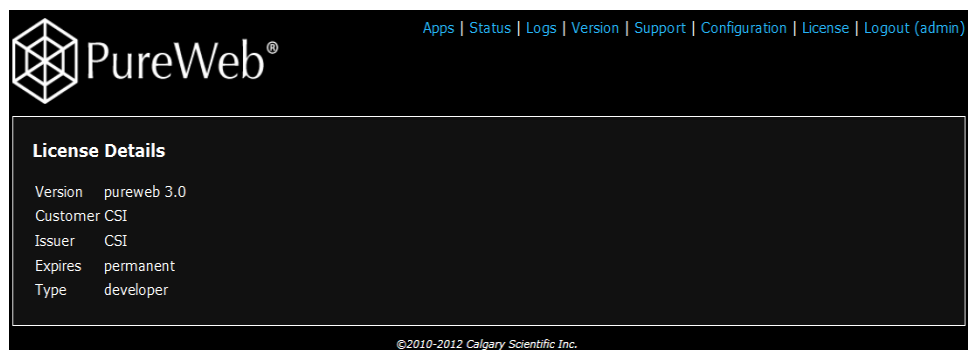 Apps | Status | Logs | Version | Support | Configuration | License | Logout (admin)
PureWeb®
License Details
Version pureweb 3.0
Customer CSI
Issuer CSI
Expires permanent
Type developer
©2010-2012 Calgary Scientific Inc.